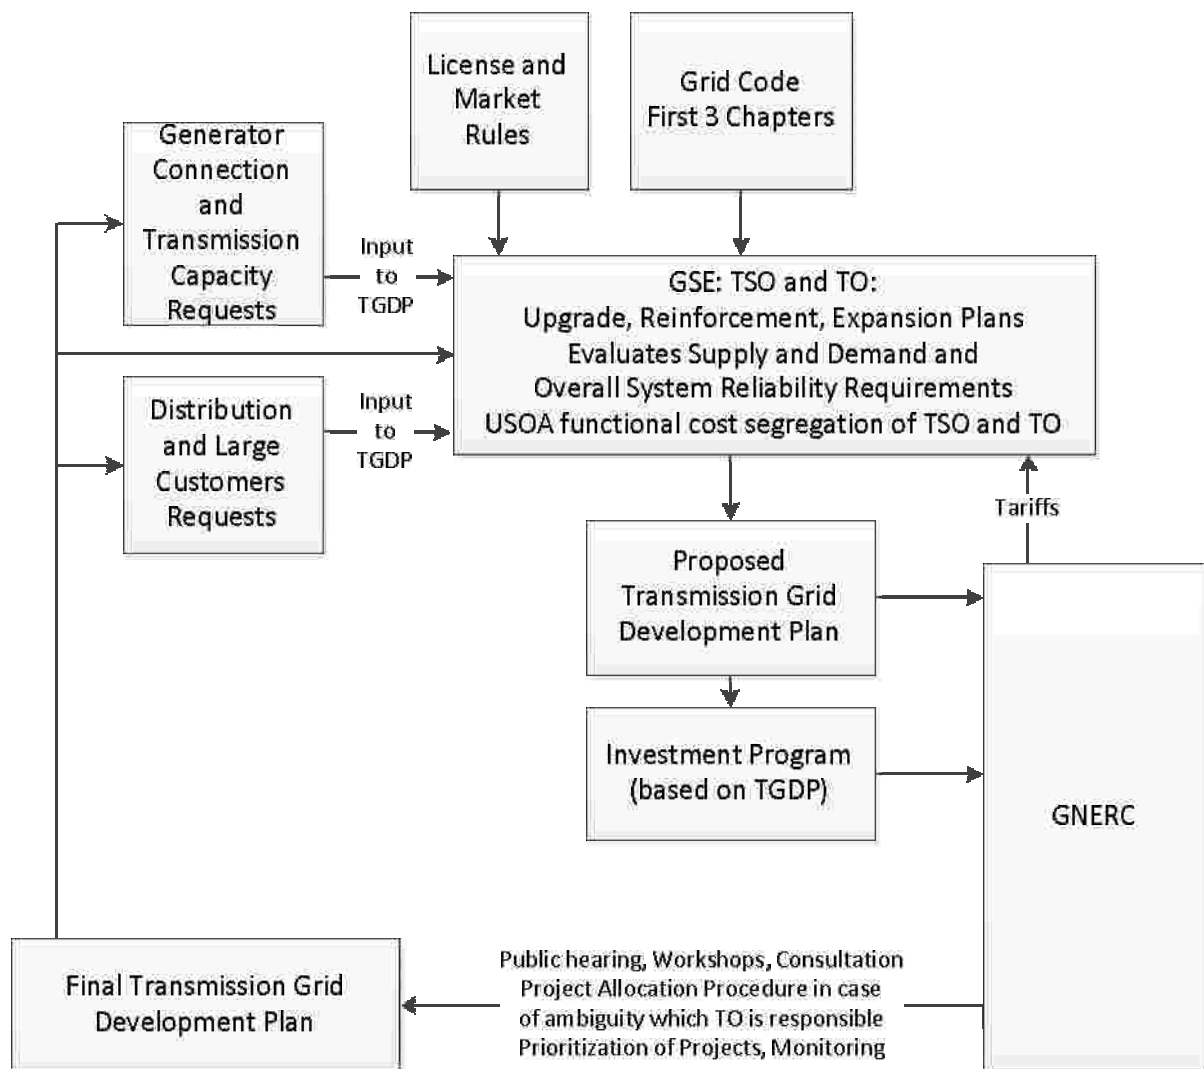 License and
Market
Rules
Grid Code
First 3 Chapters
Generator
Connection
and
Transmission
Capacity
Requests
Input
to
TGDP
GSE: TSO and TO:
Upgrade, Reinforcement, Expansion Plans
Evaluates Supply and Demand and
Overall System Reliability Requirements
USOA functional cost segregation of TSO and TO
Distribution
and Large
Customers
Requests
Input
to
TGDP
Tariffs
Proposed
Transmission Grid
Development Plan
Investment Program
(based on TGDP)
GNERC
Public hearing, Workshops, Consultation
Project Allocation Procedure in case
of ambiguity which TO is responsible
Prioritization of Projects, Monitoring
Final Transmission Grid
Development Plan